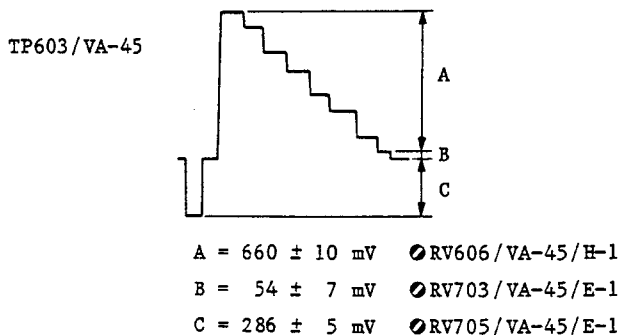 TP603/VA-45
A
B
C
A = 660 ± 10 mV ⊘RV606/VA-45/H-1
B = 54 ± 7 mV ⊘RV703/VA-45/E-1
C = 286 ± 5 mV ⊘RV705/VA-45/E-1